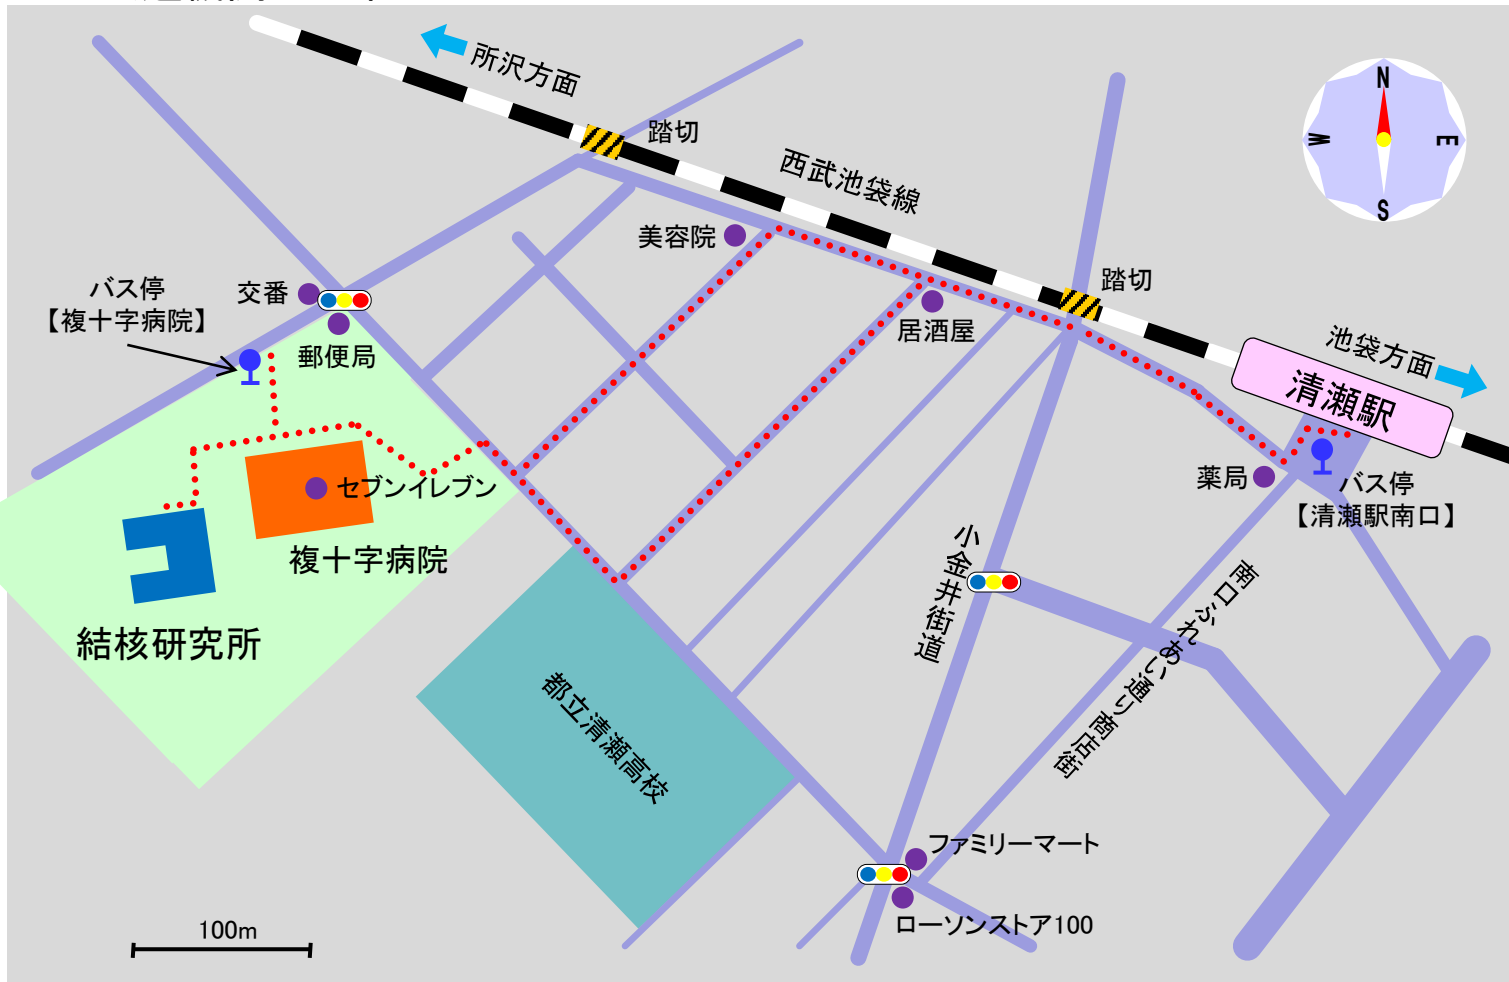 所沢方面
踏切
西武池袋線
N
E
S
W
美容院
踏切
交番
バス停
【複十字病院】
郵便局
居酒屋
池袋方面
清瀬駅
薬局
バス停
【清瀬駅南口】
セブンイレブン
複十字病院
結核研究所
小金井街道
南口ふれあい通り商店街
都立清瀬高校
ファミリーマート
ローソンストア100
100m